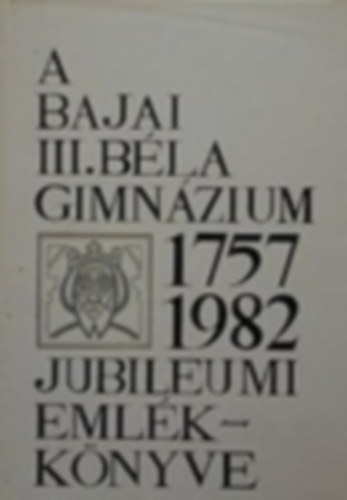 A
BAJAI
III. BÉLA
GIMNÁZIUM
1757
1982
JUBILEUMI
EMLÉK-
KÖNYVE